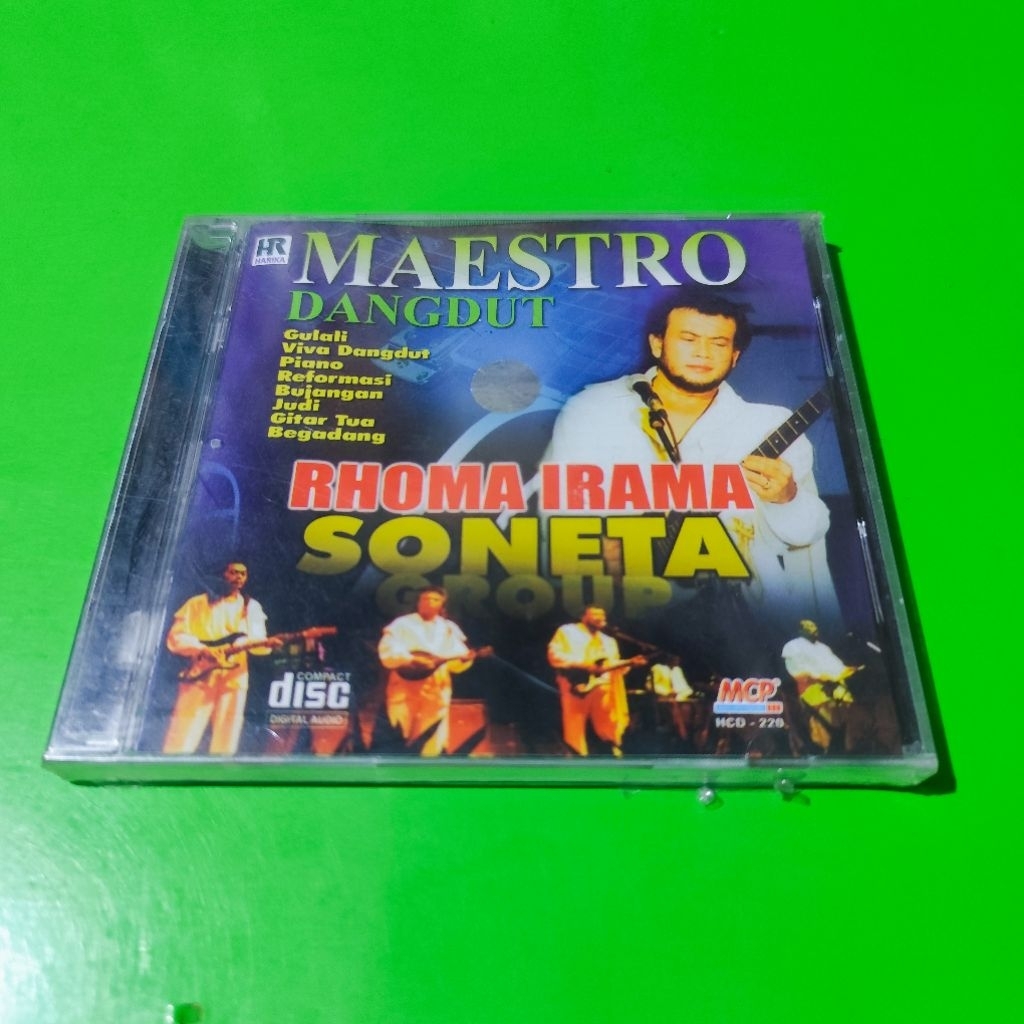 HR
HARIKA
MAESTRO
DANGDUT
Gulali
Viva Dangdut
Piano
Reformasi
Bujangan
Judi
Gitar Tua
Begadang
RHOMA IRAMA
SONETA
GROUP
COMPACT
disc
DIGITAL AUDIO
MCP
HCD - 220